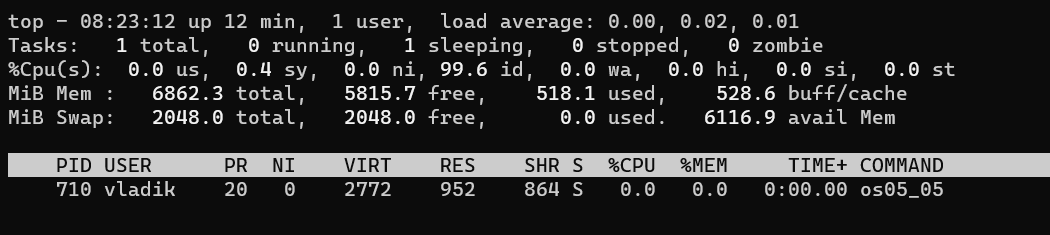 top - 08:23:12 up 12 min,  1 user,  load average: 0.00, 0.02, 0.01
Tasks:   1 total,   0 running,   1 sleeping,   0 stopped,   0 zombie
%Cpu(s):  0.0 us,  0.4 sy,  0.0 ni, 99.6 id,  0.0 wa,  0.0 hi,  0.0 si,  0.0 st
MiB Mem :   6862.3 total,   5815.7 free,    518.1 used,    528.6 buff/cache
MiB Swap:   2048.0 total,   2048.0 free,      0.0 used.   6116.9 avail Mem
    PID USER      PR  NI    VIRT    RES    SHR S  %CPU  %MEM     TIME+ COMMAND
    710 vladik    20   0    2772    952    864 S   0.0   0.0   0:00.00 os05_05